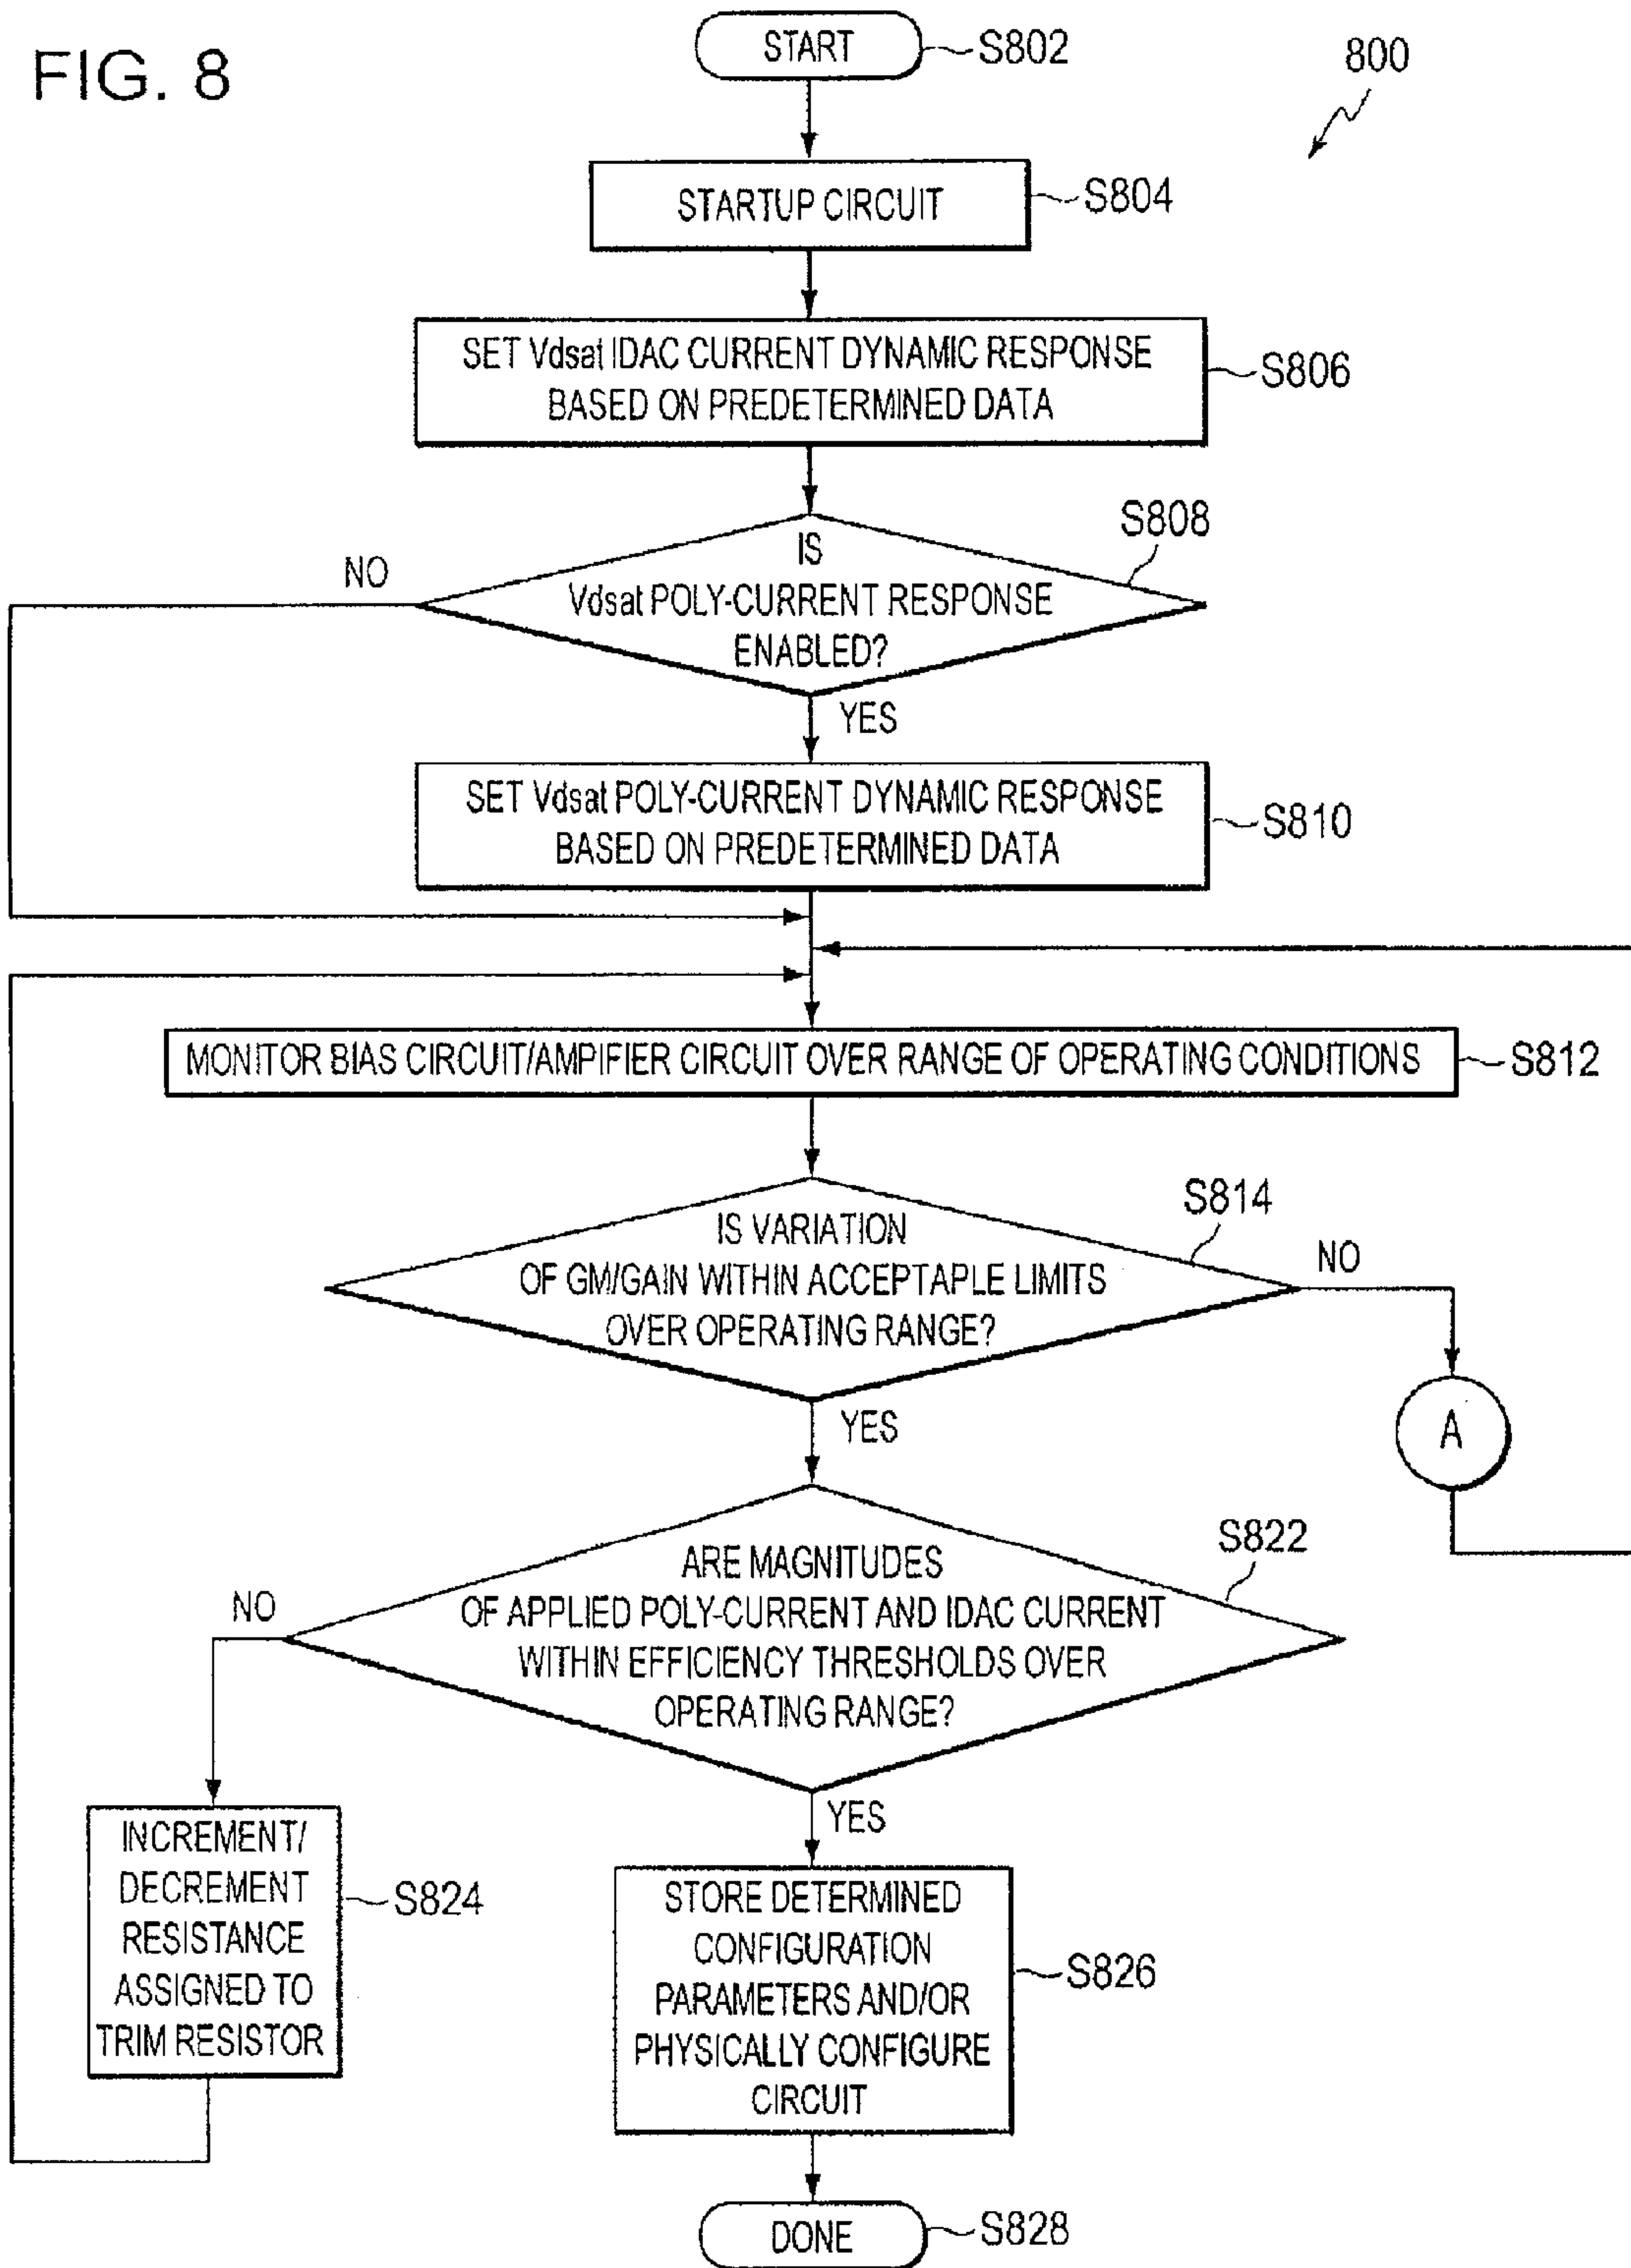 FIG. 8
START
S802
800
STARTUP CIRCUIT
S804
SET Vdsat IDAC CURRENT DYNAMIC RESPONSE
BASED ON PREDETERMINED DATA
S806
S808
IS
Vdsat POLY-CURRENT RESPONSE
ENABLED?
NO
YES
SET Vdsat POLY-CURRENT DYNAMIC RESPONSE
BASED ON PREDETERMINED DATA
S810
MONITOR BIAS CIRCUIT/AMPIFIER CIRCUIT OVER RANGE OF OPERATING CONDITIONS
S812
S814
IS VARIATION
OF GM/GAIN WITHIN ACCEPTAPLE LIMITS
OVER OPERATING RANGE?
NO
YES
A
S822
ARE MAGNITUDES
OF APPLIED POLY-CURRENT AND IDAC CURRENT
WITHIN EFFICIENCY THRESHOLDS OVER
OPERATING RANGE?
NO
YES
INCREMENT/
DECREMENT
RESISTANCE
ASSIGNED TO
TRIM RESISTOR
S824
STORE DETERMINED
CONFIGURATION
PARAMETERS AND/OR
PHYSICALLY CONFIGURE
CIRCUIT
S826
DONE
S828